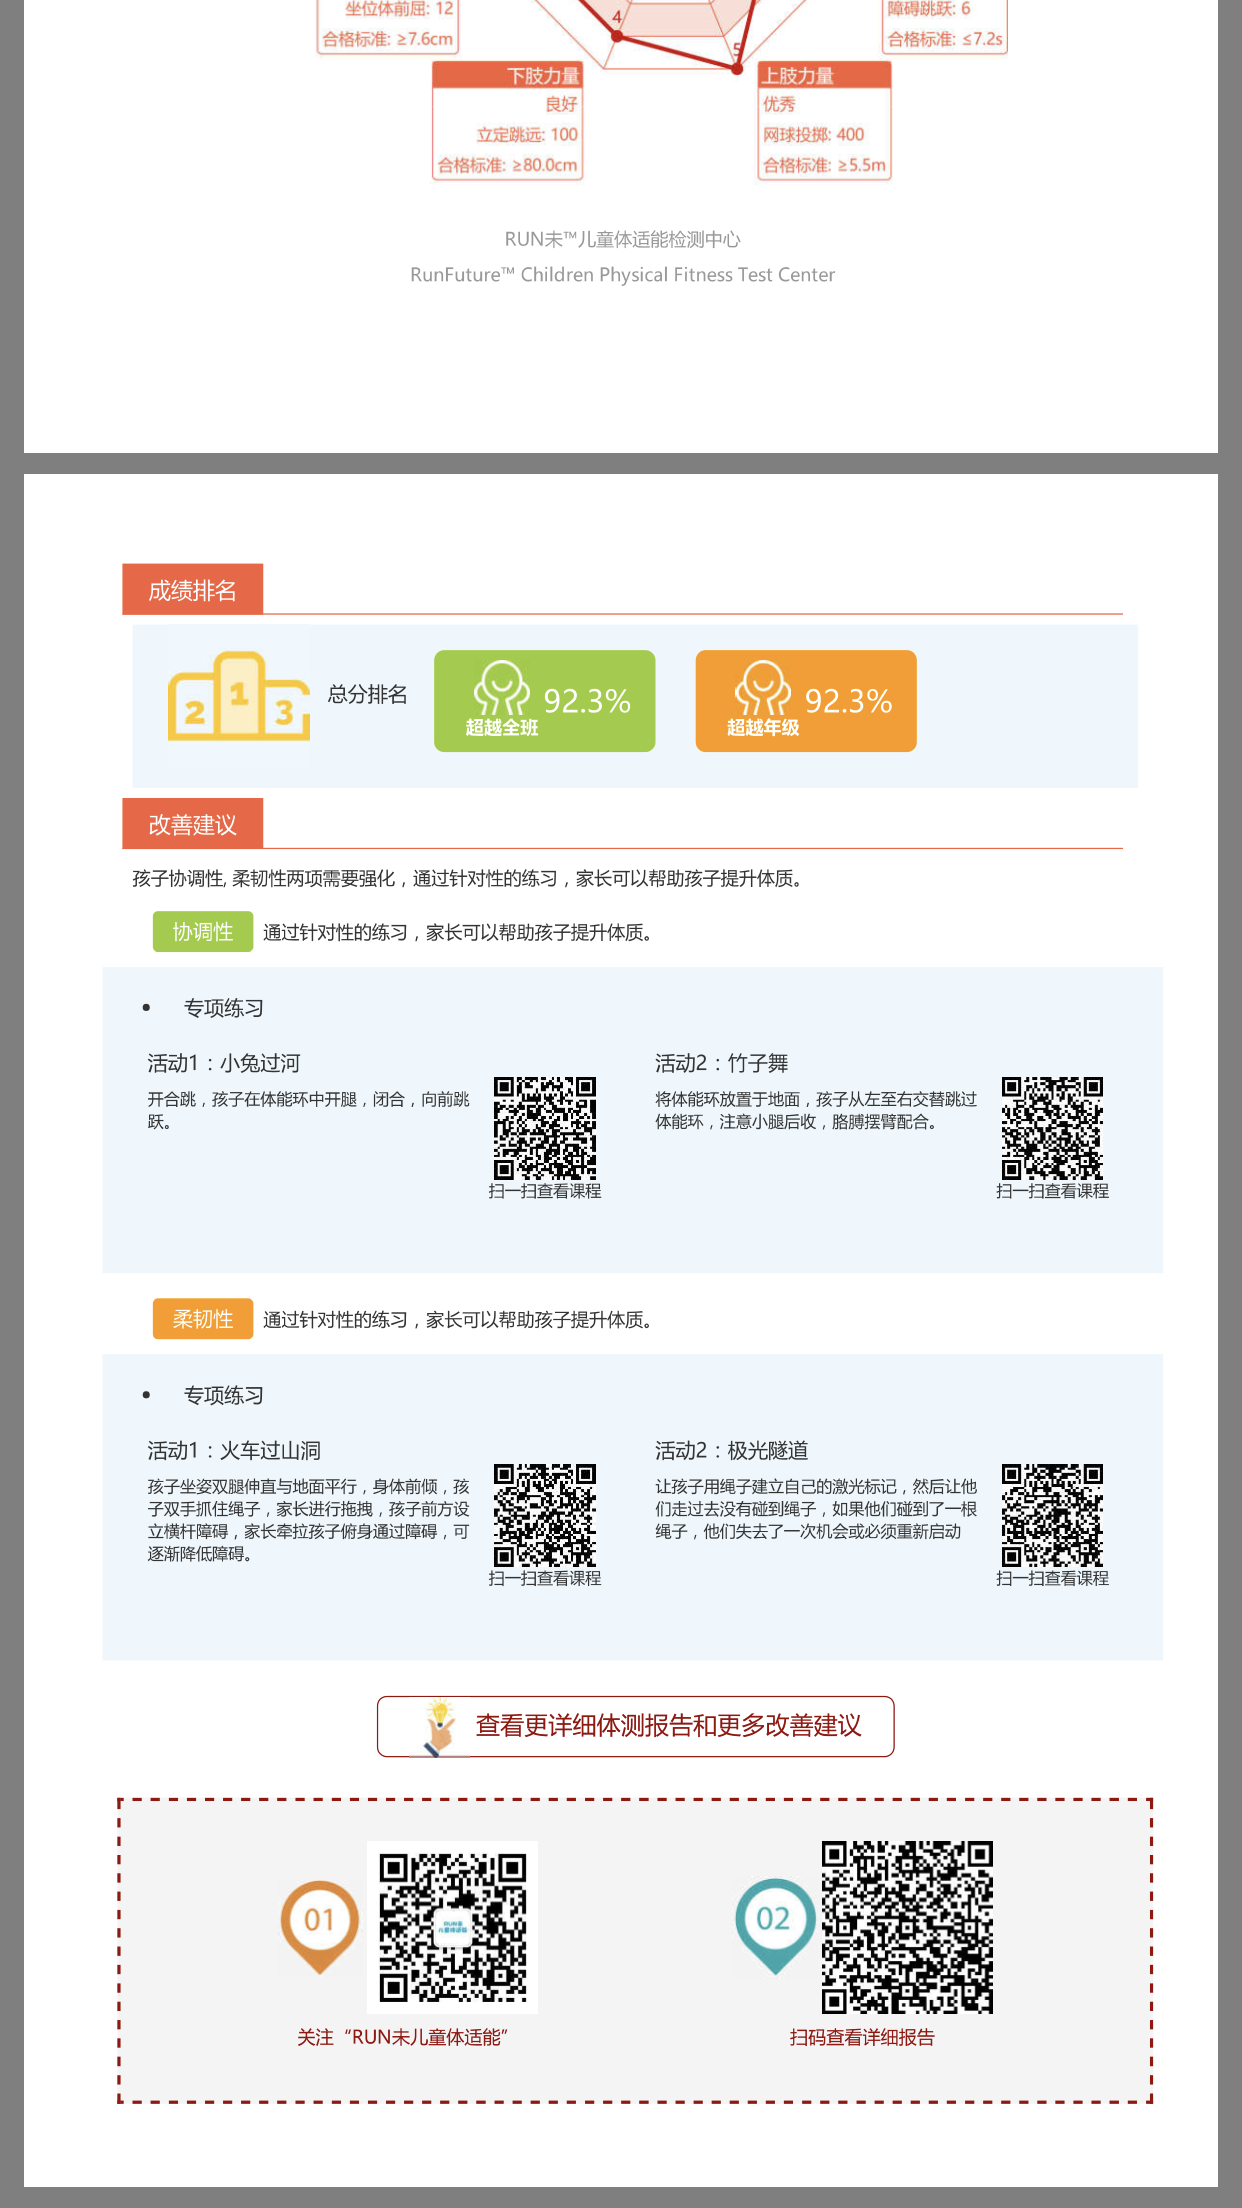 坐位体前屈: 12
合格标准: ≥7.6cm
障碍跳跃: 6
合格标准: ≤7.2s
4
5
下肢力量
良好
立定跳远: 100
合格标准: ≥80.0cm
上肢力量
优秀
网球投掷: 400
合格标准: ≥5.5m
RUN未™儿童体适能检测中心
RunFuture™ Children Physical Fitness Test Center
成绩排名
2 1 3
总分排名
92.3%
超越全班
92.3%
超越年级
改善建议
孩子协调性, 柔韧性两项需要强化，通过针对性的练习，家长可以帮助孩子提升体质。
协调性
通过针对性的练习，家长可以帮助孩子提升体质。
• 专项练习
活动1：小兔过河
开合跳，孩子在体能环中开腿，闭合，向前跳
跃。
扫一扫查看课程
活动2：竹子舞
将体能环放置于地面，孩子从左至右交替跳过
体能环，注意小腿后收，胳膊摆臂配合。
扫一扫查看课程
柔韧性
通过针对性的练习，家长可以帮助孩子提升体质。
• 专项练习
活动1：火车过山洞
孩子坐姿双腿伸直与地面平行，身体前倾，孩
子双手抓住绳子，家长进行拖拽，孩子前方设
立横杆障碍，家长牵拉孩子俯身通过障碍，可
逐渐降低障碍。
扫一扫查看课程
活动2：极光隧道
让孩子用绳子建立自己的激光标记，然后让他
们走过去没有碰到绳子，如果他们碰到了一根
绳子，他们失去了一次机会或必须重新启动
扫一扫查看课程
查看更详细体测报告和更多改善建议
01
RUN未
儿童体适能
关注“RUN未儿童体适能”
02
扫码查看详细报告